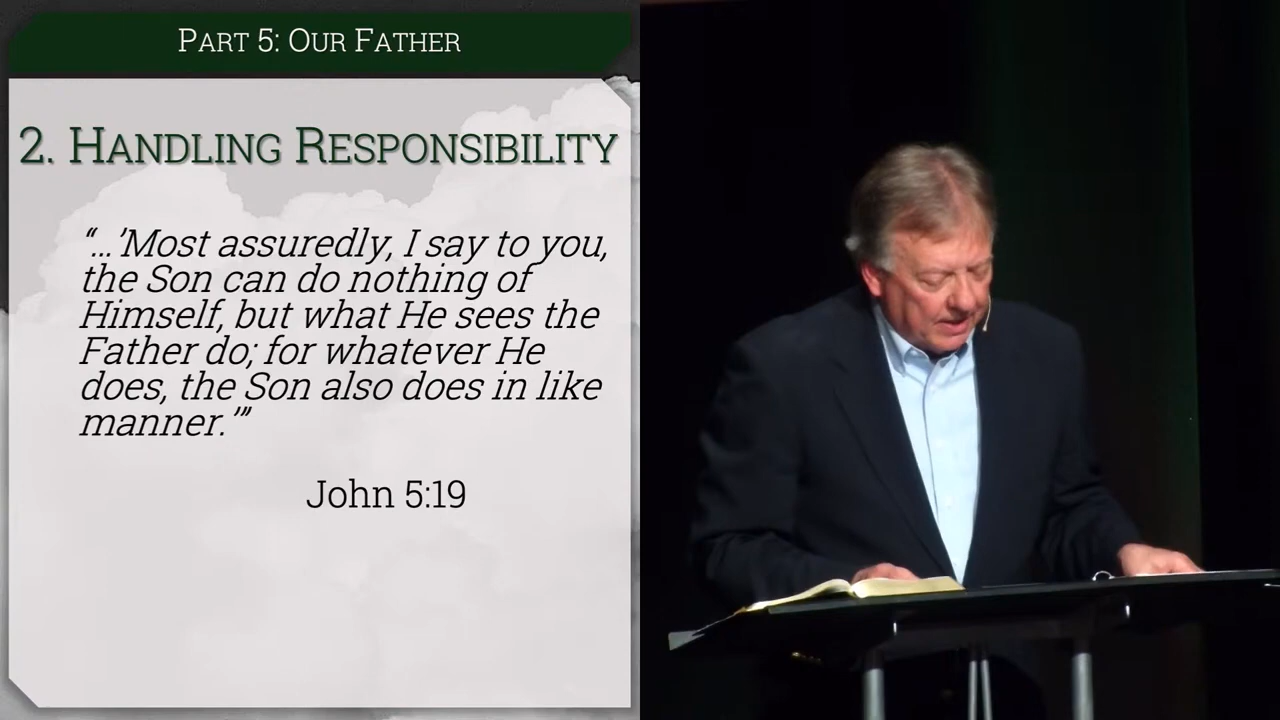 PART 5: OUR FATHER
2. HANDLING RESPONSIBILITY
“...’Most assuredly, I say to you,
the Son can do nothing of
Himself, but what He sees the
Father do; for whatever He
does, the Son also does in like
manner.’”
John 5:19